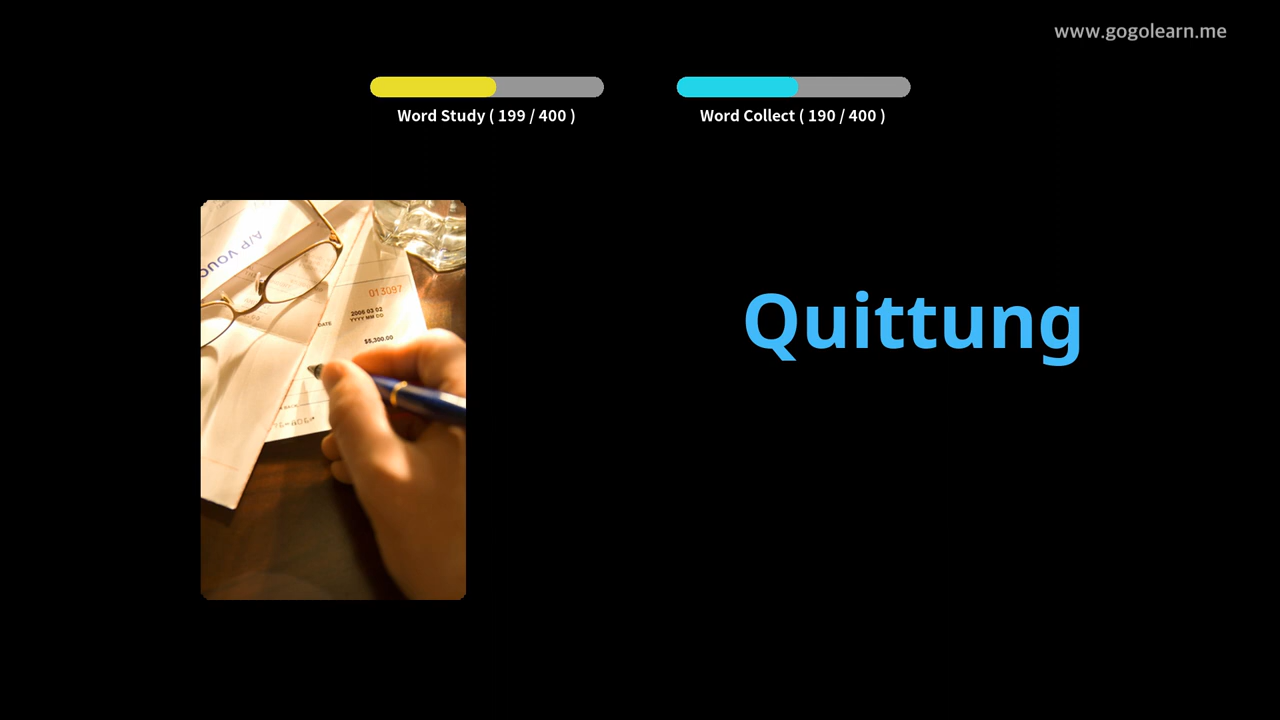 www.gogolearn.me
Word Study ( 199 / 400 )
Word Collect ( 190 / 400 )
A/P VOUC
013097
DATE
2006 03 02
YYYY MM DD
$5,300.00
Quittung